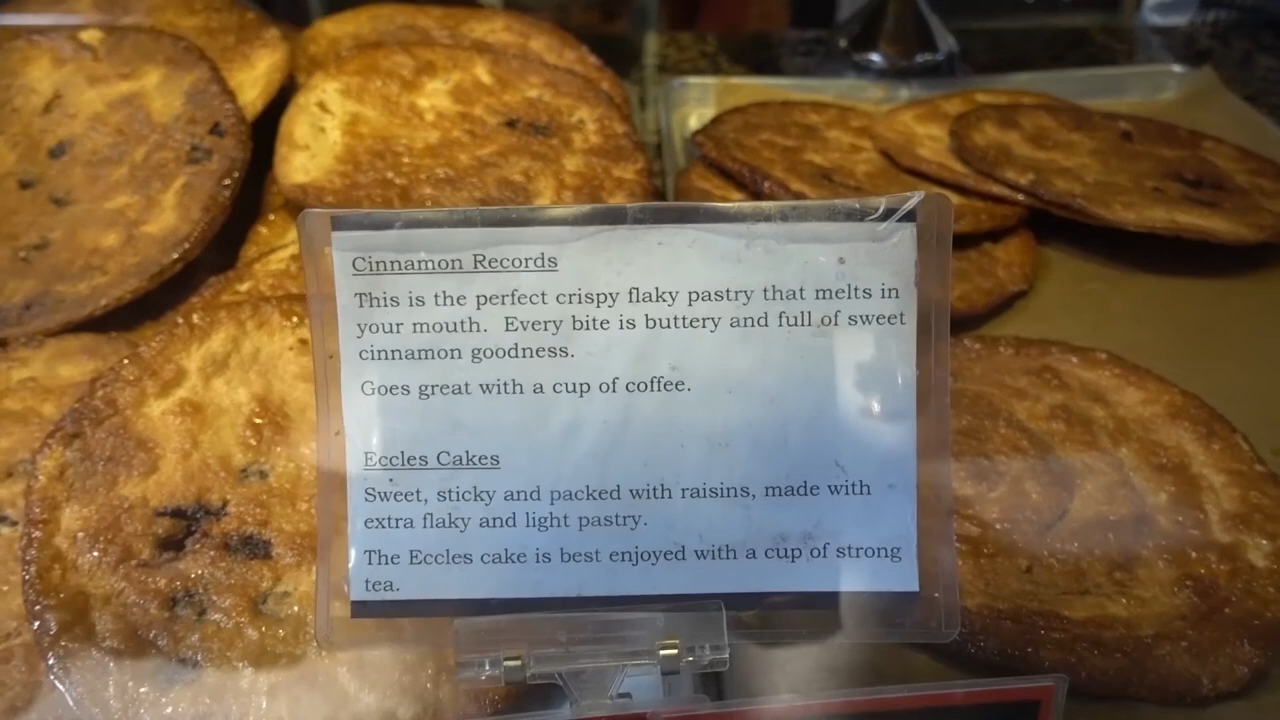 Cinnamon Records
This is the perfect crispy flaky pastry that melts in
your mouth.  Every bite is buttery and full of sweet
cinnamon goodness.
Goes great with a cup of coffee.
Eccles Cakes
Sweet, sticky and packed with raisins, made with
extra flaky and light pastry.
The Eccles cake is best enjoyed with a cup of strong
tea.